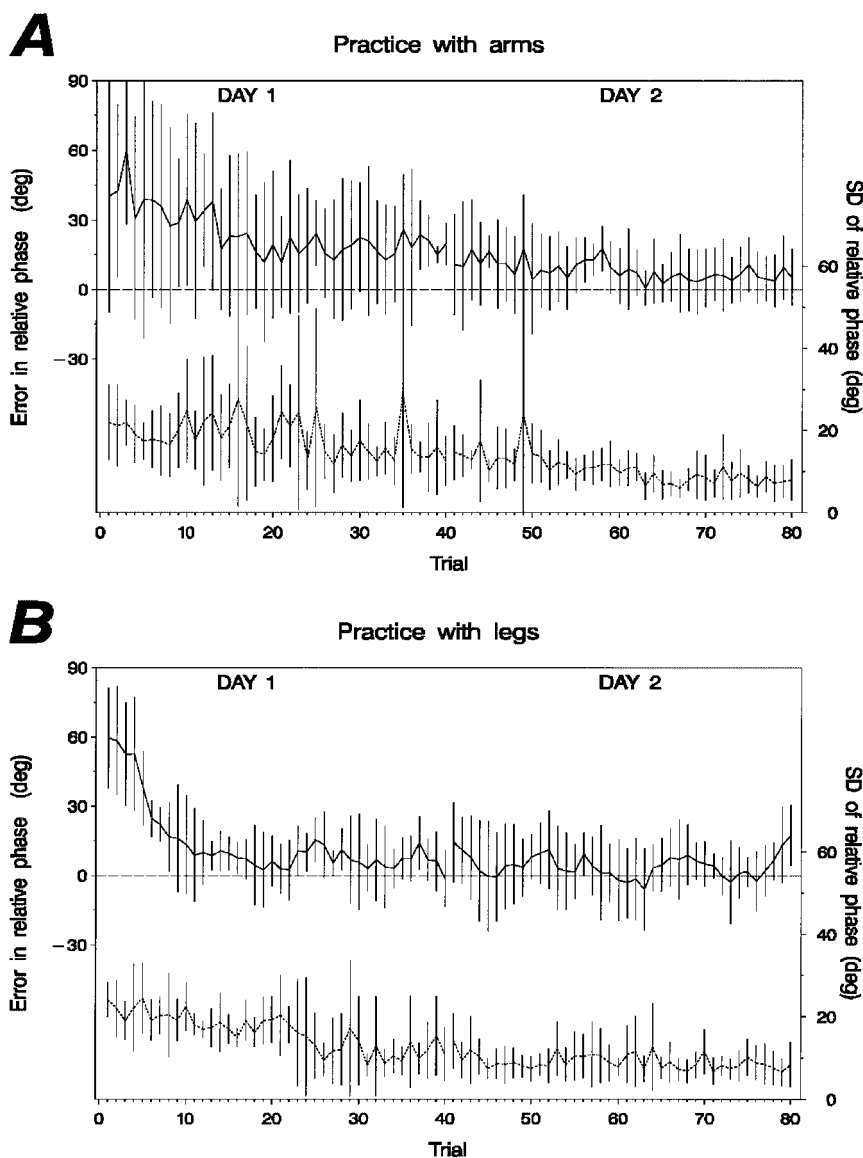 A
Practice with arms
DAY 1 DAY 2
Error in relative phase (deg)
90
60
30
0
−30
SD of relative phase (deg)
60
40
20
0
0 10 20 30 40 50 60 70 80
Trial
B
Practice with legs
DAY 1 DAY 2
Error in relative phase (deg)
90
60
30
0
−30
SD of relative phase (deg)
60
40
20
0
0 10 20 30 40 50 60 70 80
Trial